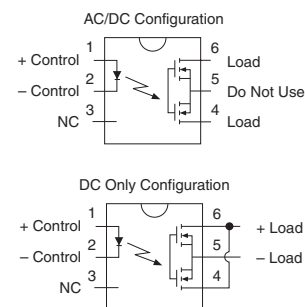 AC/DC Configuration
1 6
+ Control Load
2 5
– Control Do Not Use
3 4
NC Load
DC Only Configuration
1 6
+ Control + Load
2 5
– Control – Load
3 4
NC